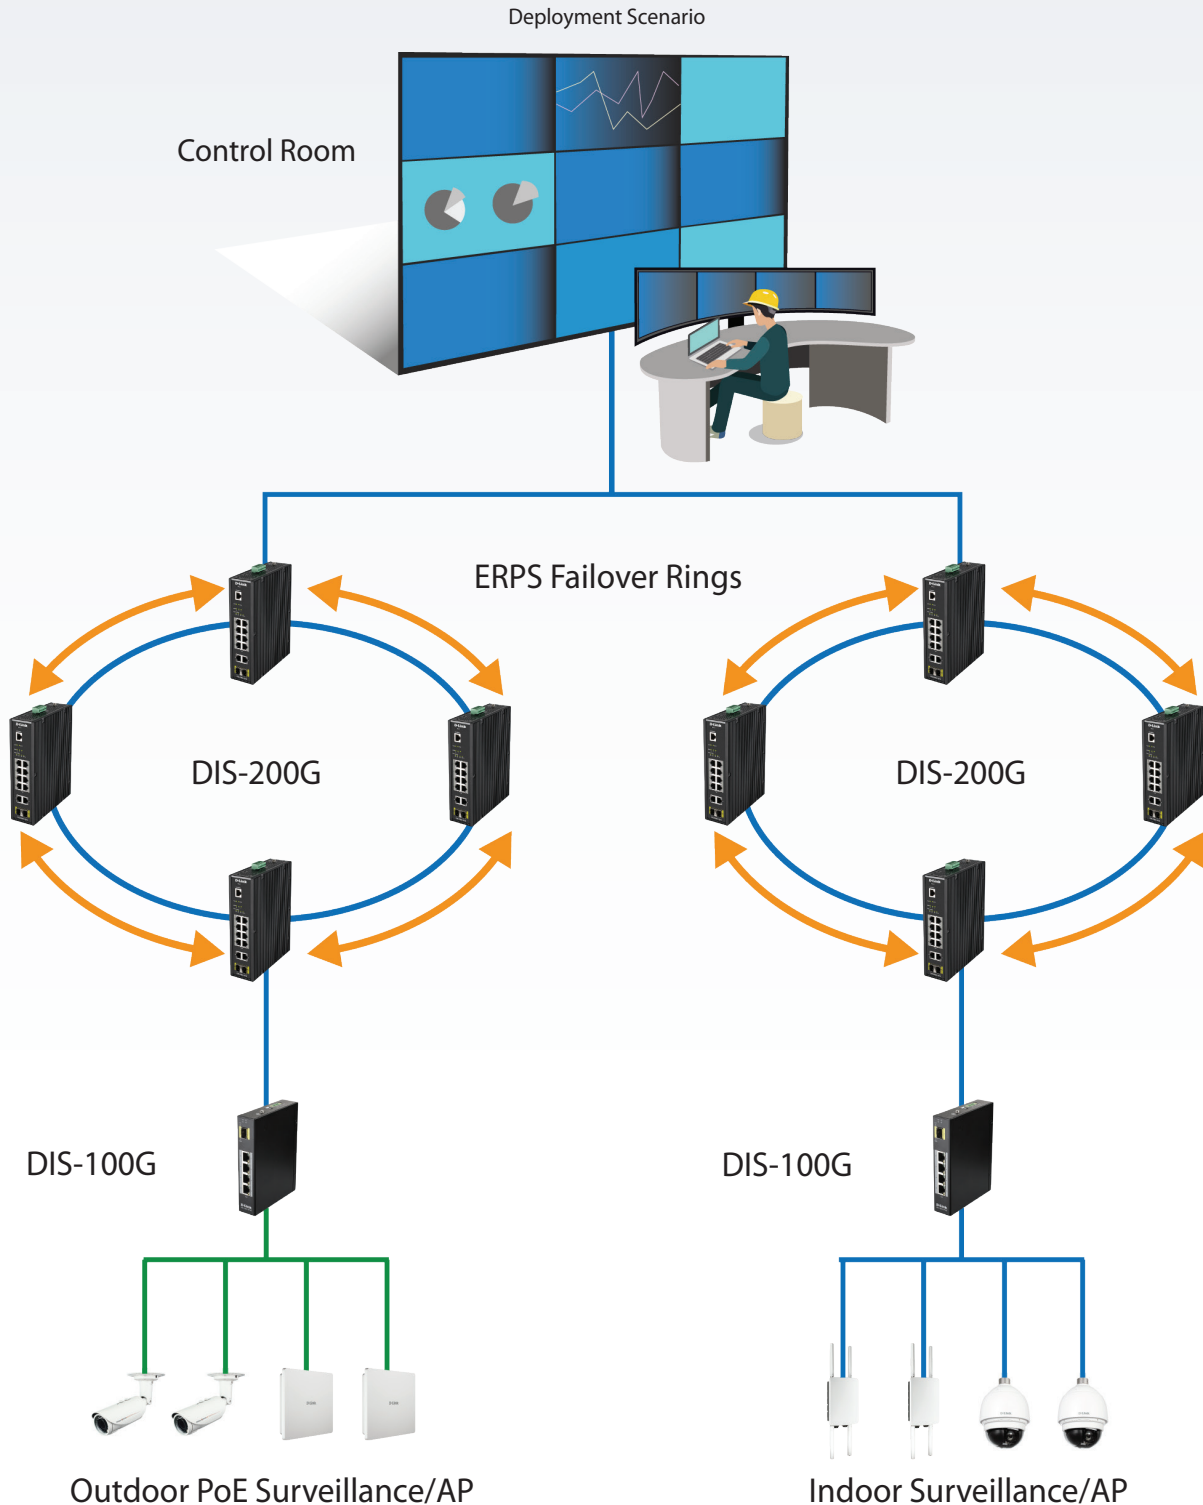 Deployment Scenario
Control Room
ERPS Failover Rings
DIS-200G
DIS-200G
DIS-100G
DIS-100G
Outdoor PoE Surveillance/AP
Indoor Surveillance/AP